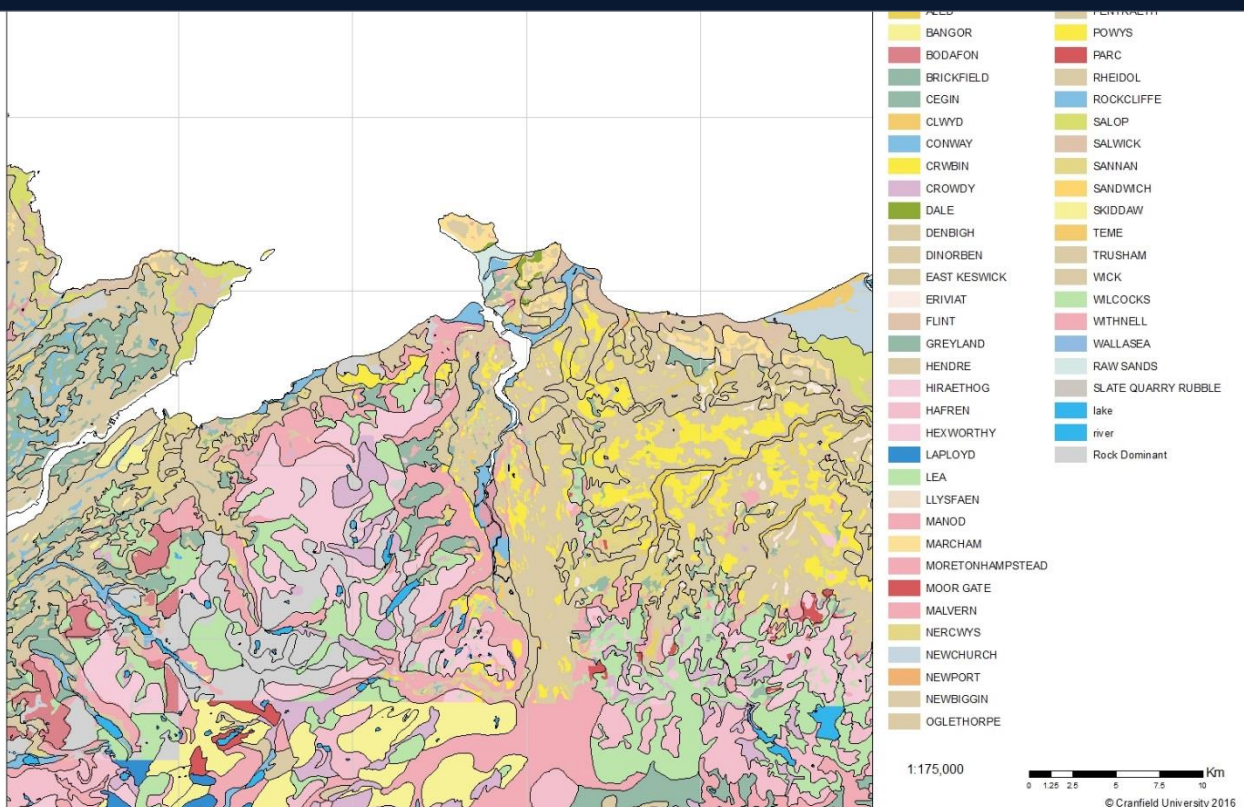 BANGOR
BODAFON
BRICKFIELD
CEGIN
CLWYD
CONWAY
CRWBIN
CROWDY
DALE
DENBIGH
DINORBEN
EAST KESWICK
ERIVIAT
FLINT
GREYLAND
HENDRE
HIRAETHOG
HAFREN
HEXWORTHY
LAPLOYD
LEA
LLYSFAEN
MANOD
MARCHAM
MORETONHAMPSTEAD
MOOR GATE
MALVERN
NERCWYS
NEWCHURCH
NEWPORT
NEWBIGGIN
OGLETHORPE
POWYS
PARC
RHEIDOL
ROCKCLIFFE
SALOP
SALWICK
SANNAN
SANDWICH
SKIDDAW
TEME
TRUSHAM
WICK
WILCOCKS
WITHNELL
WALLASEA
RAW SANDS
SLATE QUARRY RUBBLE
lake
river
Rock Dominant
1:175,000
Km
0 1.25 2.5 5 7.5 10
© Cranfield University 2016